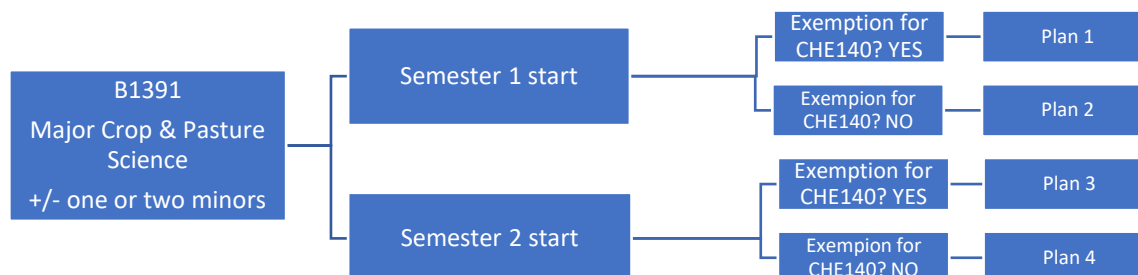 B1391
Major Crop & Pasture
Science
+/- one or two minors
Semester 1 start
Exemption for
CHE140? YES
Plan 1
Exempion for
CHE140? NO
Plan 2
Semester 2 start
Exemption for
CHE140? YES
Plan 3
Exempion for
CHE140? NO
Plan 4